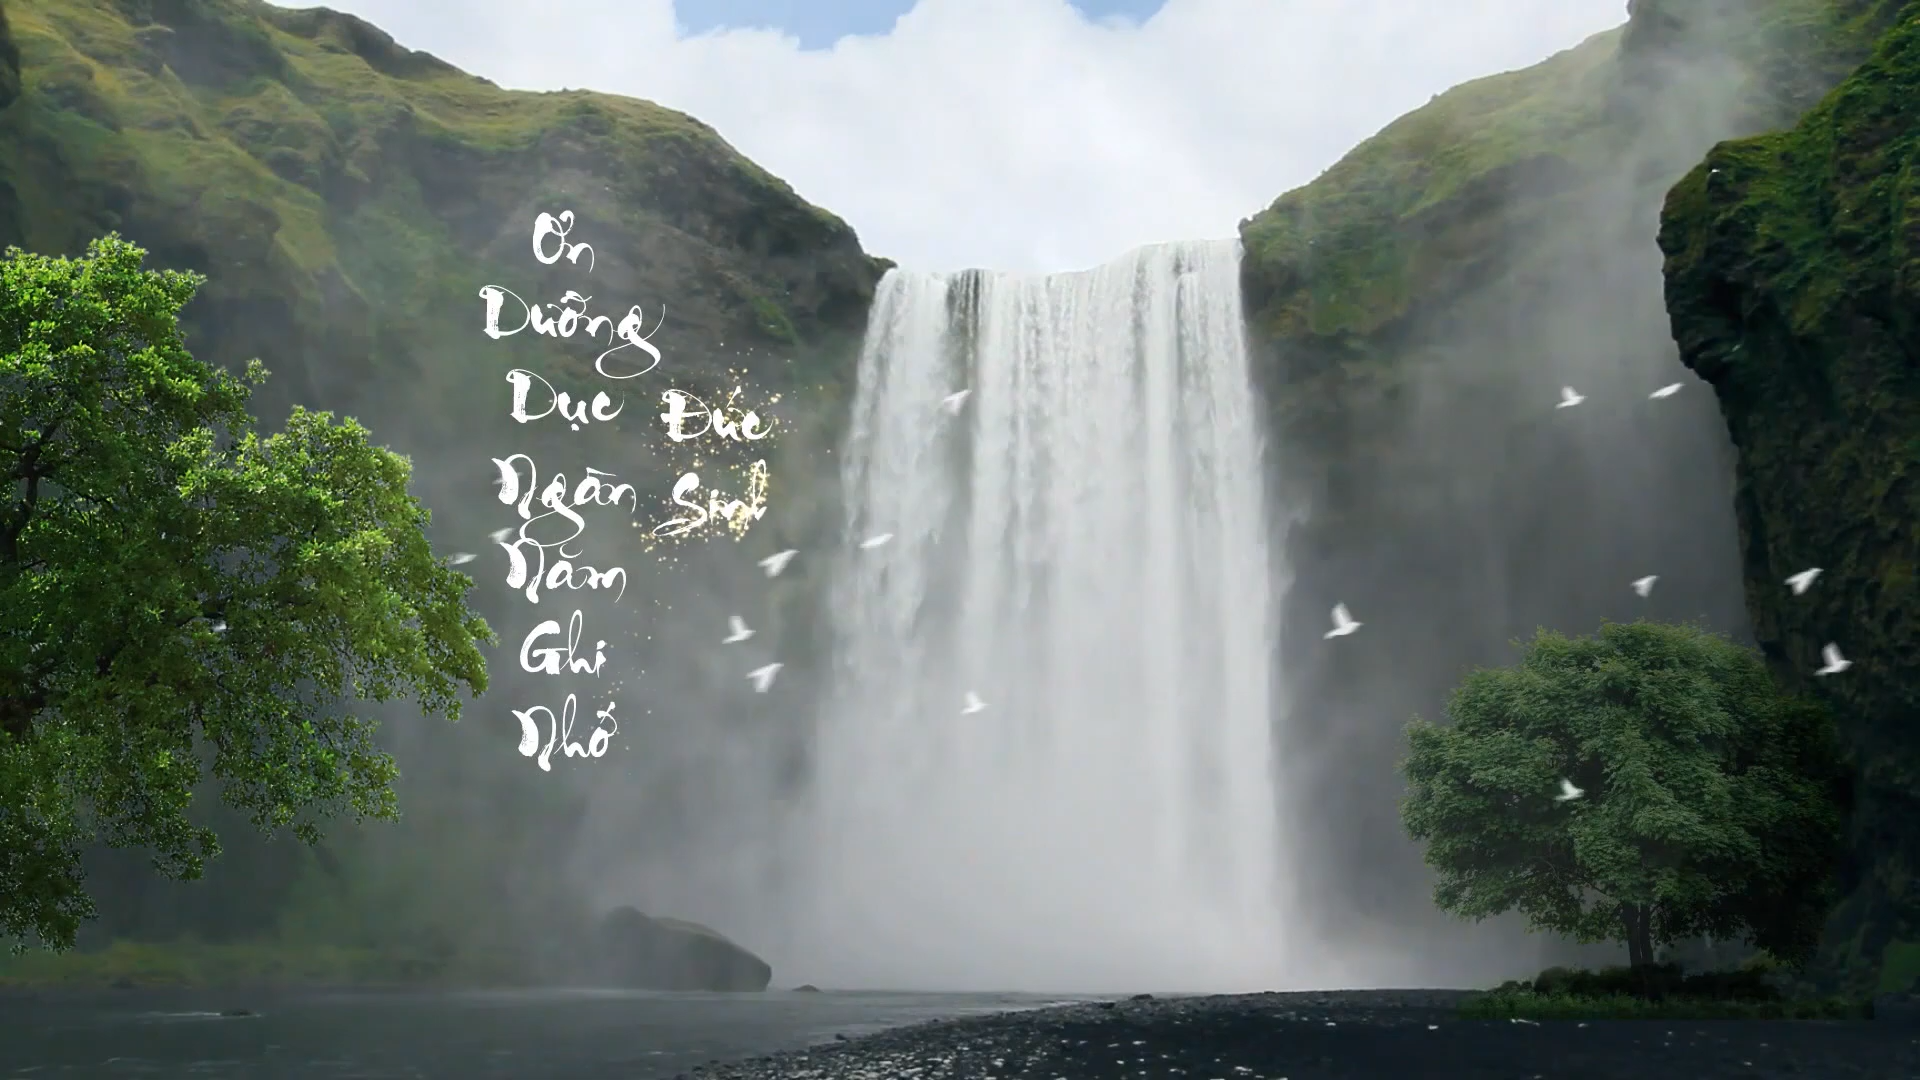 Ơn
Dưỡng
Dục
Ngàn
Năm
Ghi
Nhớ
Đức
Sinh